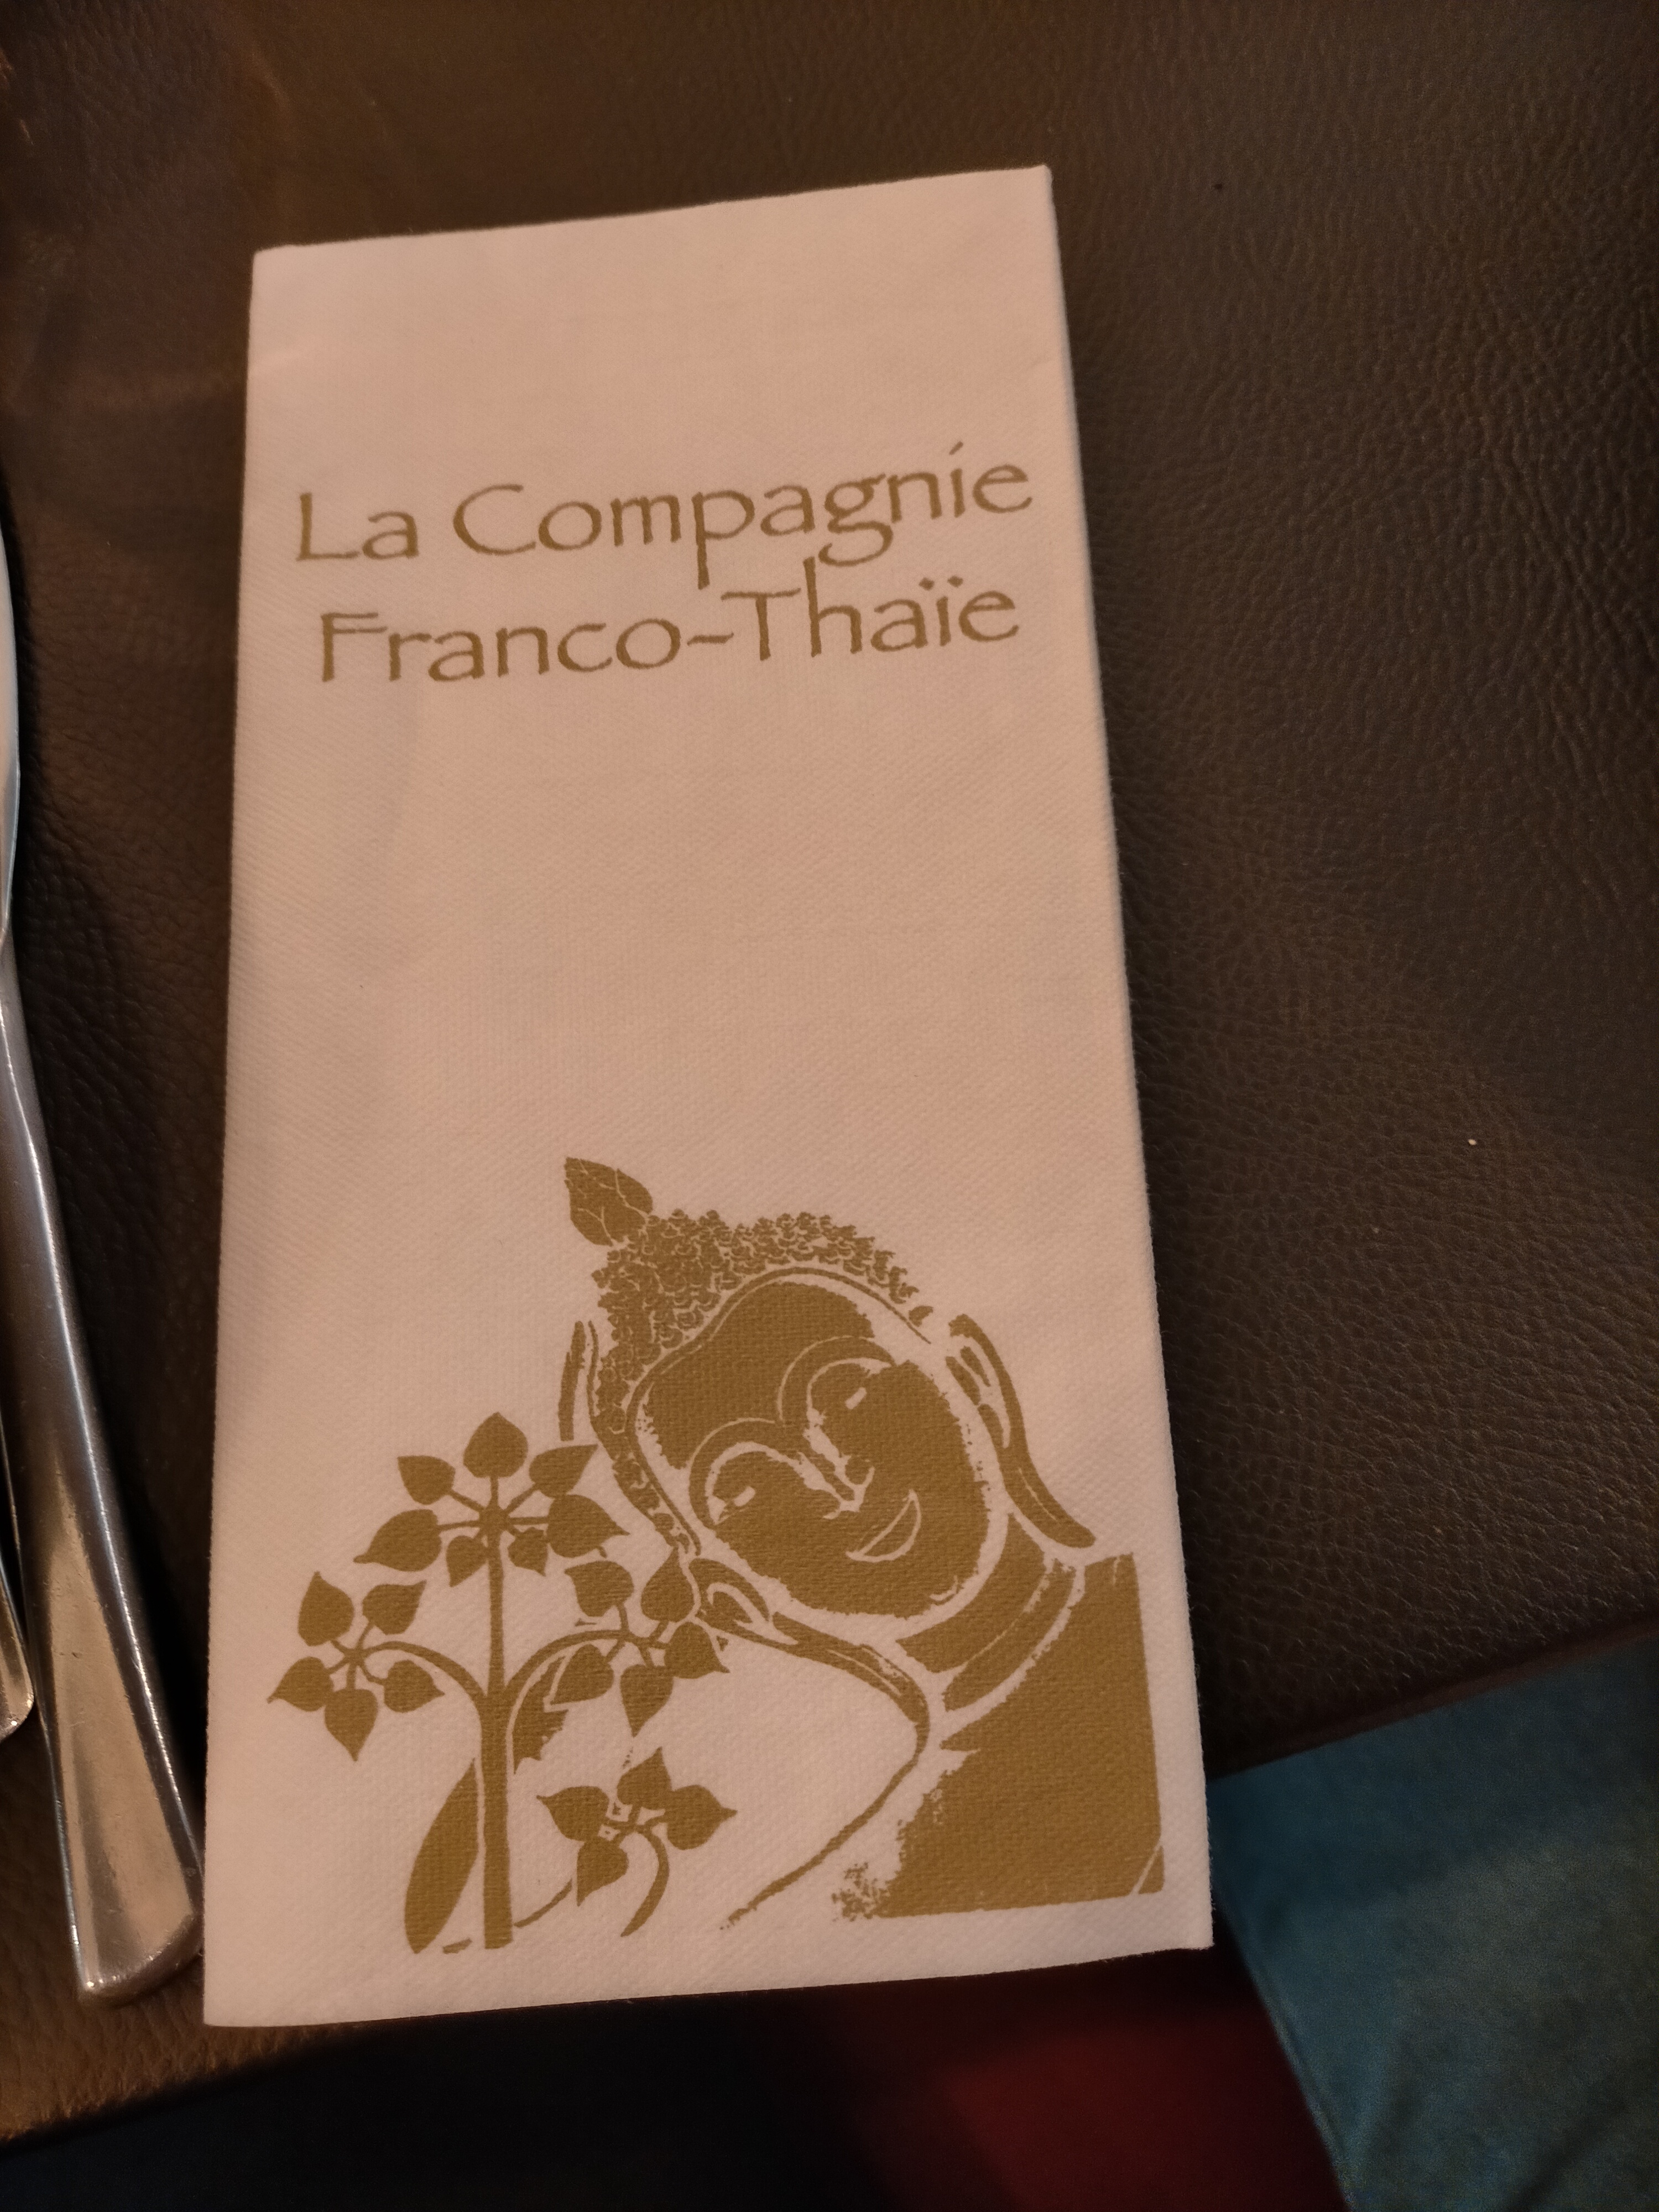 La Compagnie
Franco-Thaïe